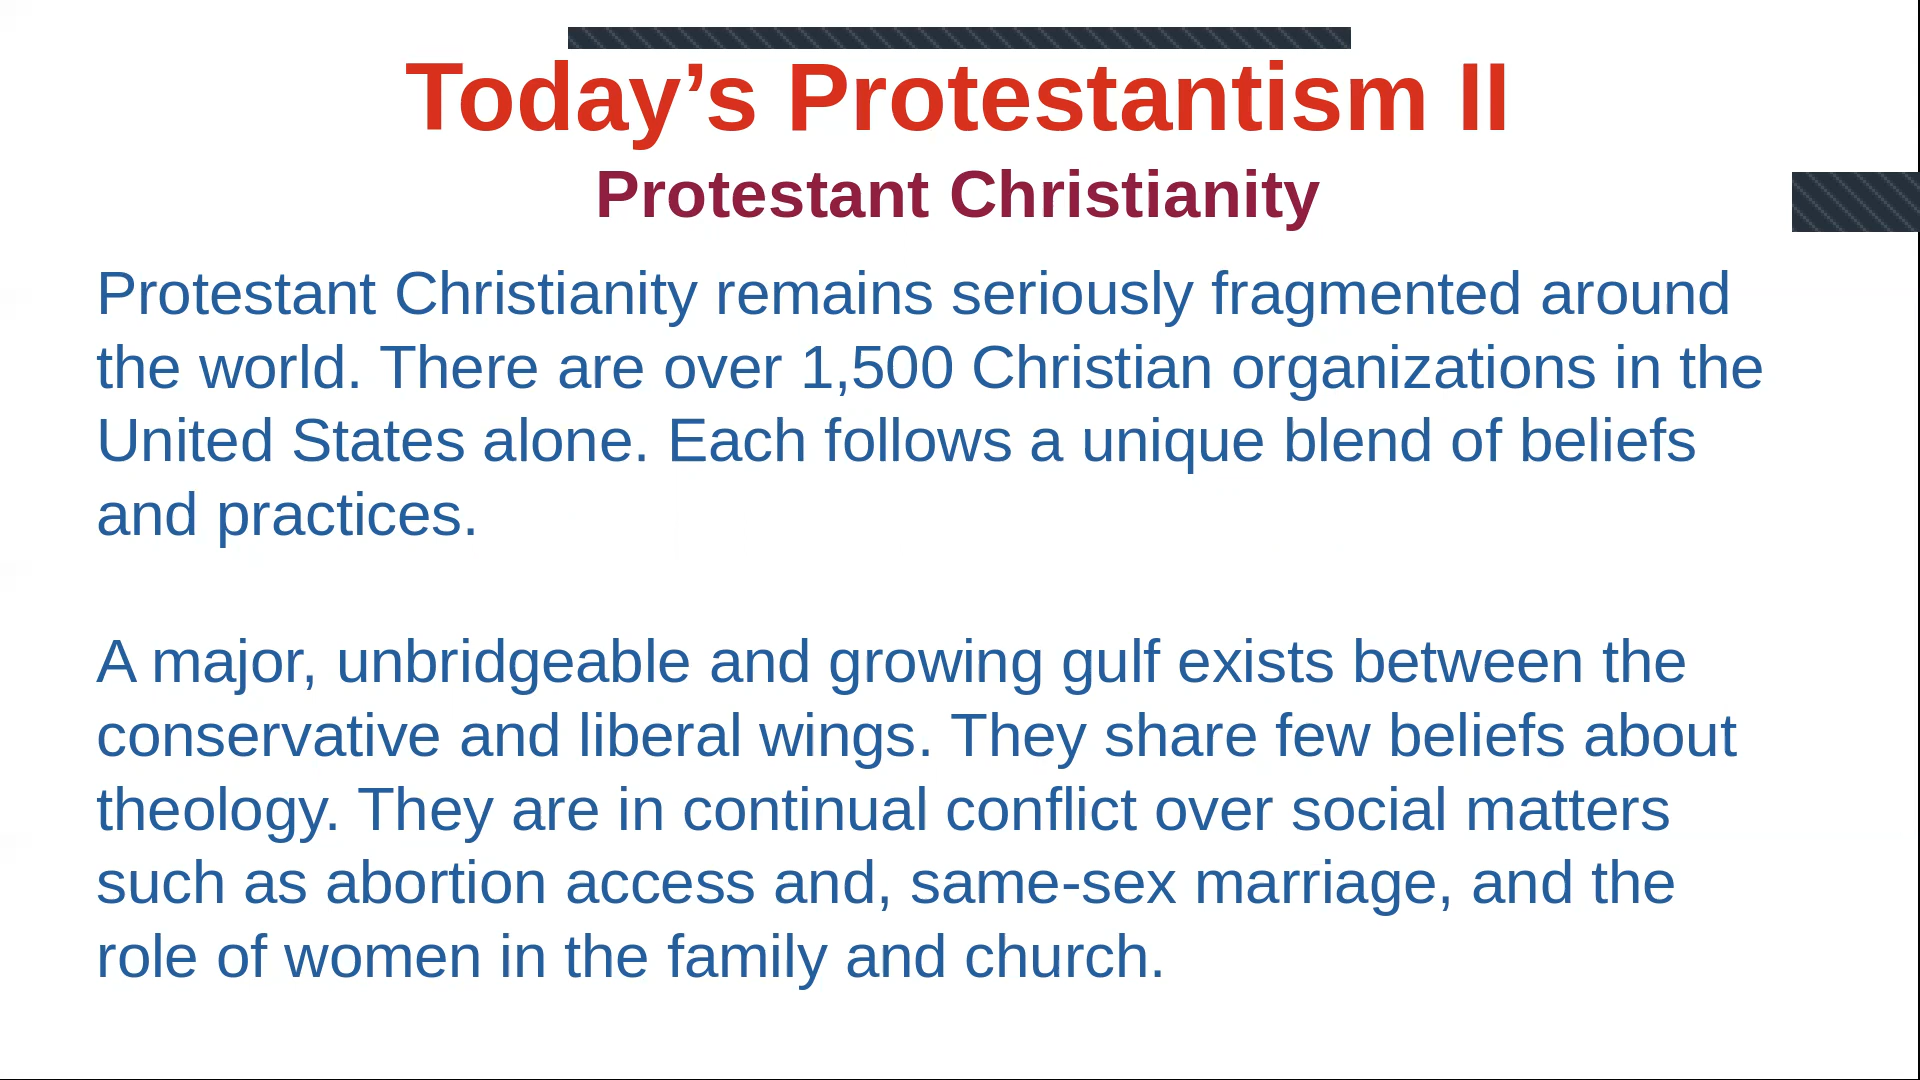 Today’s Protestantism II
Protestant Christianity
Protestant Christianity remains seriously fragmented around
the world. There are over 1,500 Christian organizations in the
United States alone. Each follows a unique blend of beliefs
and practices.
A major, unbridgeable and growing gulf exists between the
conservative and liberal wings. They share few beliefs about
theology. They are in continual conflict over social matters
such as abortion access and, same-sex marriage, and the
role of women in the family and church.